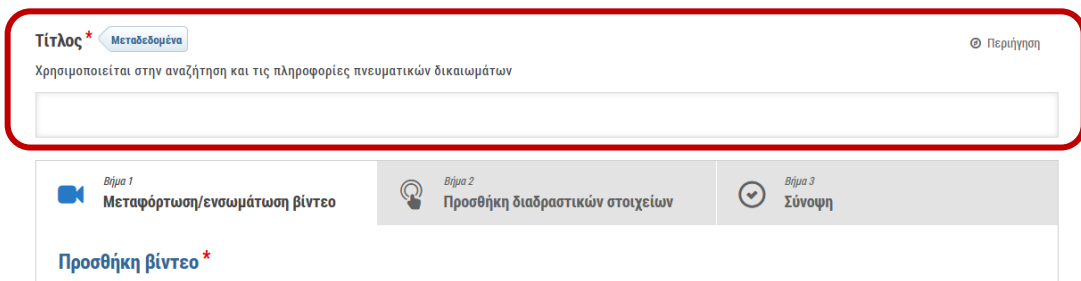 Τίτλος * Μεταδεδομένα Περιήγηση
Χρησιμοποιείται στην αναζήτηση και τις πληροφορίες πνευματικών δικαιωμάτων
Βήμα 1
Μεταφόρτωση/ενσωμάτωση βίντεο
Βήμα 2
Προσθήκη διαδραστικών στοιχείων
Βήμα 3
Σύνοψη
Προσθήκη βίντεο *